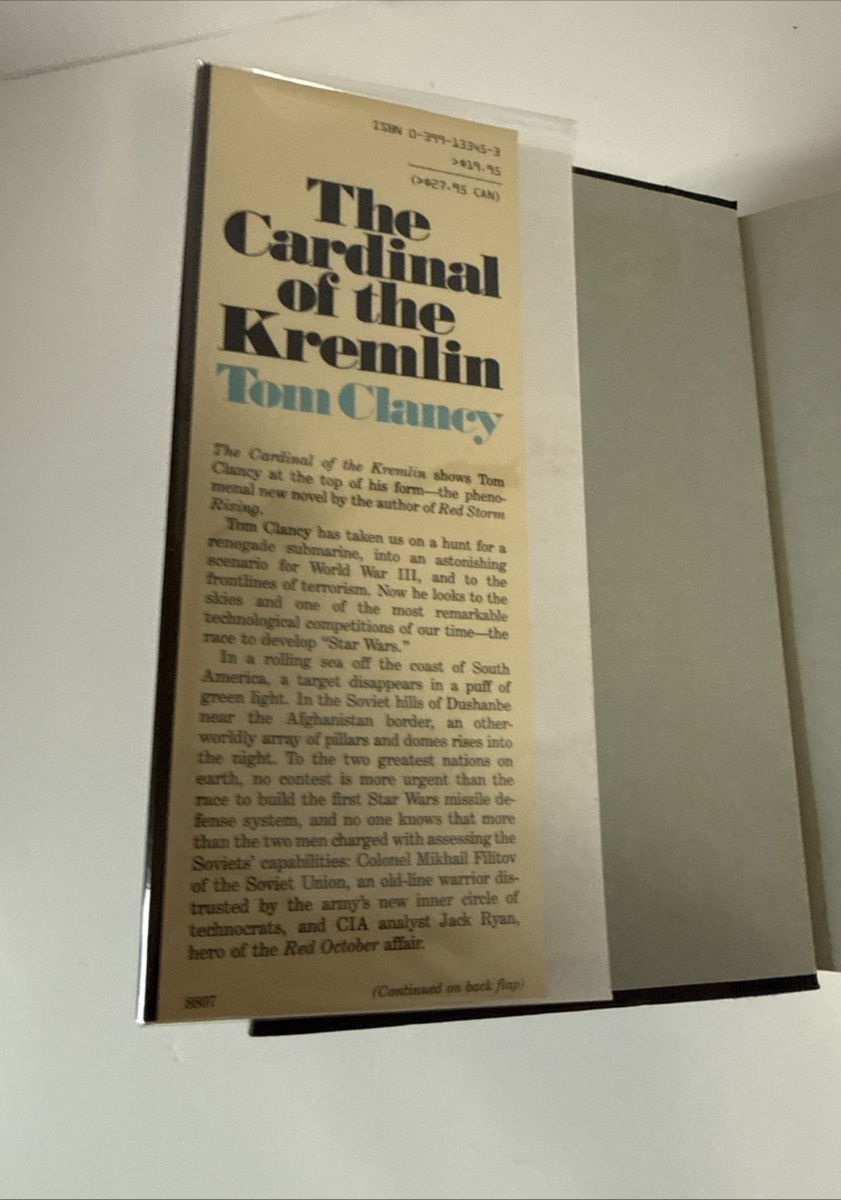 ISBN 0-399-13345-3
>$19.95
(>$27.95 CAN)
The
Cardinal
of the
Kremlin
Tom Clancy
The Cardinal of the Kremlin shows Tom
Clancy at the top of his form—the pheno-
menal new novel by the author of Red Storm
Rising.
Tom Clancy has taken us on a hunt for a
renegade submarine, into an astonishing
scenario for World War III, and to the
frontlines of terrorism. Now he looks to the
skies and one of the most remarkable
technological competitions of our time—the
race to develop "Star Wars."
In a rolling sea off the coast of South
America, a target disappears in a puff of
green light. In the Soviet hills of Dushanbe
near the Afghanistan border, an other-
worldly array of pillars and domes rises into
the night. To the two greatest nations on
earth, no contest is more urgent than the
race to build the first Star Wars missile de-
fense system, and no one knows that more
than the two men charged with assessing the
Soviets' capabilities: Colonel Mikhail Filitov
of the Soviet Union, an old-line warrior dis-
trusted by the army's new inner circle of
technocrats, and CIA analyst Jack Ryan,
hero of the Red October affair.
(Continued on back flap)
8807